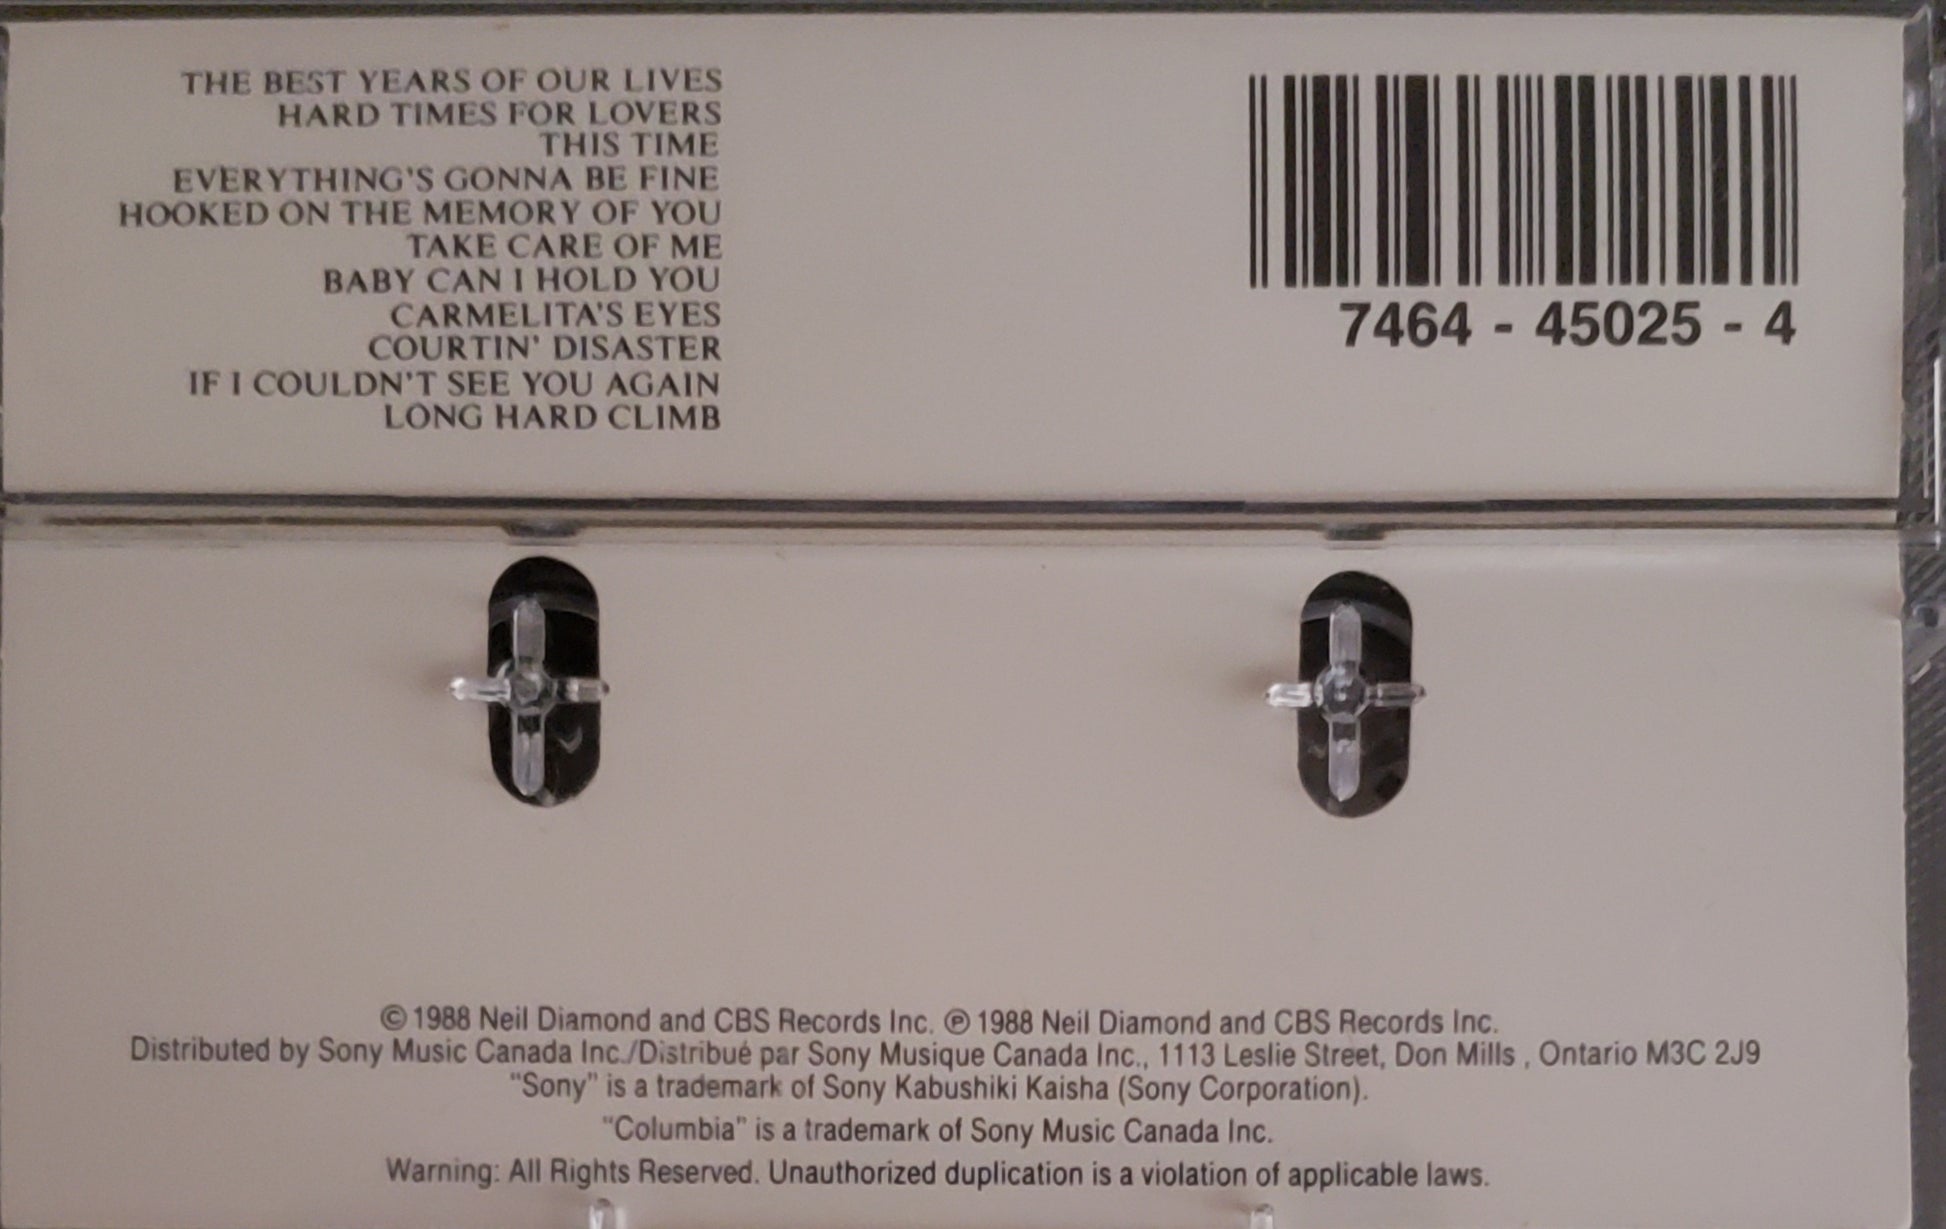 THE BEST YEARS OF OUR LIVES
HARD TIMES FOR LOVERS
THIS TIME
EVERYTHING'S GONNA BE FINE
HOOKED ON THE MEMORY OF YOU
TAKE CARE OF ME
BABY CAN I HOLD YOU
CARMELITA'S EYES
COURTIN' DISASTER
IF I COULDN'T SEE YOU AGAIN
LONG HARD CLIMB
7464 - 45025 - 4
© 1988 Neil Diamond and CBS Records Inc. ℗ 1988 Neil Diamond and CBS Records Inc.
Distributed by Sony Music Canada Inc./Distribué par Sony Musique Canada Inc., 1113 Leslie Street, Don Mills , Ontario M3C 2J9
"Sony" is a trademark of Sony Kabushiki Kaisha (Sony Corporation).
"Columbia" is a trademark of Sony Music Canada Inc.
Warning: All Rights Reserved. Unauthorized duplication is a violation of applicable laws.